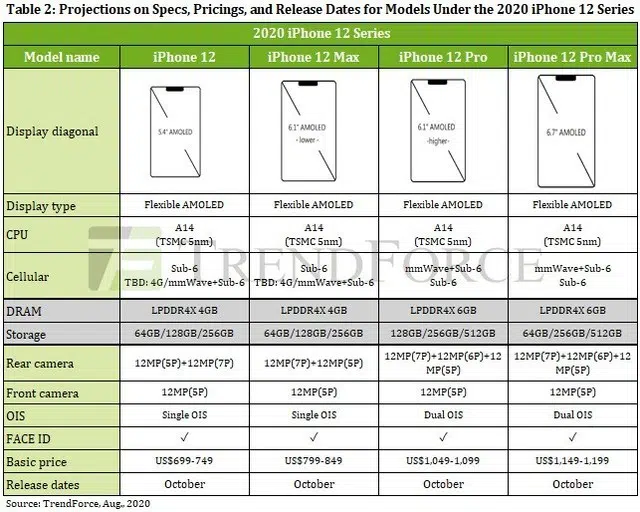 Table 2: Projections on Specs, Pricings, and Release Dates for Models Under the 2020 iPhone 12 Series
2020 iPhone 12 Series
Model name iPhone 12 iPhone 12 Max iPhone 12 Pro iPhone 12 Pro Max
Display diagonal
5.4" AMOLED
6.1" AMOLED
- lower -
6.1" AMOLED
-higher-
6.7" AMOLED
Display type Flexible AMOLED Flexible AMOLED Flexible AMOLED Flexible AMOLED
CPU
A14
(TSMC 5nm)
A14
(TSMC 5nm)
A14
(TSMC 5nm)
A14
(TSMC 5nm)
TRENDFORCE
Cellular
Sub-6
TBD: 4G/mmWave+Sub-6
Sub-6
TBD: 4G/mmWave+Sub-6
mmWave+Sub-6
Sub-6
mmWave+Sub-6
Sub-6
DRAM LPDDR4X 4GB LPDDR4X 4GB LPDDR4X 6GB LPDDR4X 6GB
Storage 64GB/128GB/256GB 64GB/128GB/256GB 128GB/256GB/512GB 64GB/256GB/512GB
Rear camera
12MP(5P)+12MP(7P)
12MP(7P)+12MP(5P)
12MP(7P)+12MP(6P)+12
MP(5P)
12MP(7P)+12MP(6P)+12
MP(5P)
Front camera 12MP(5P) 12MP(5P) 12MP(5P) 12MP(5P)
OIS Single OIS Single OIS Dual OIS Dual OIS
FACE ID ✓ ✓ ✓ ✓
Basic price US$699-749 US$799-849 US$1,049-1,099 US$1,149-1,199
Release dates October October October October
Source: TrendForce, Aug., 2020